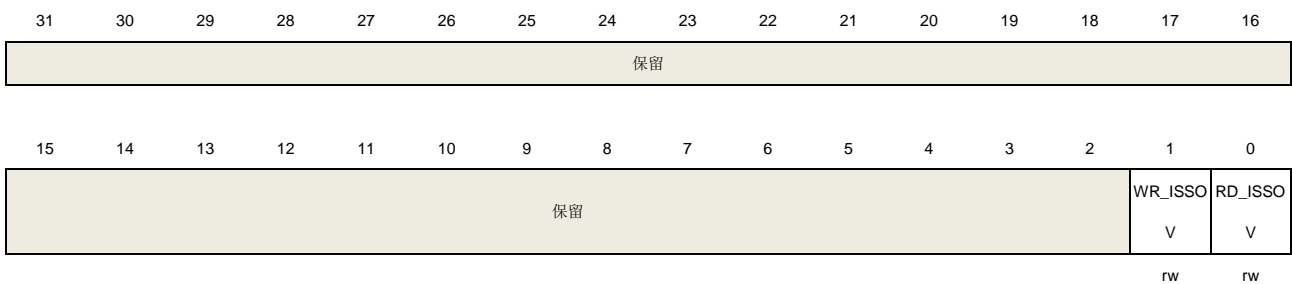 31 30 29 28 27 26 25 24 23 22 21 20 19 18 17 16
保留
15 14 13 12 11 10 9 8 7 6 5 4 3 2 1 0
保留
WR_ISSO RD_ISSO
V V
rw rw